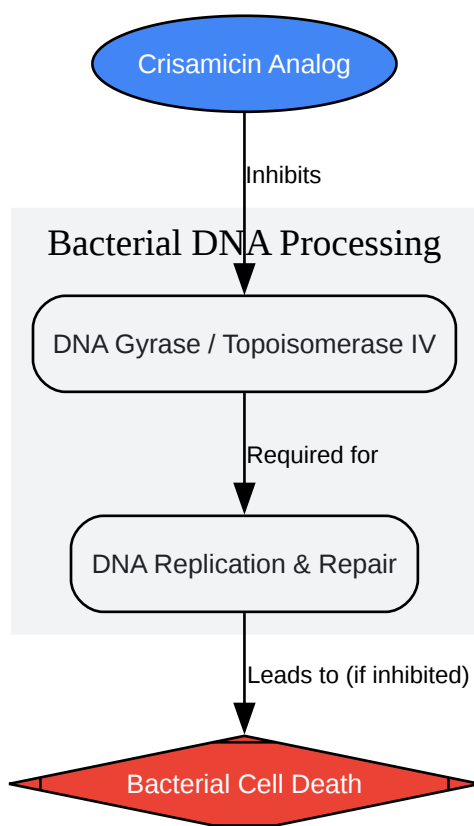 Crisamicin Analog
Inhibits
Bacterial DNA Processing
DNA Gyrase / Topoisomerase IV
Required for
DNA Replication & Repair
Leads to (if inhibited)
Bacterial Cell Death